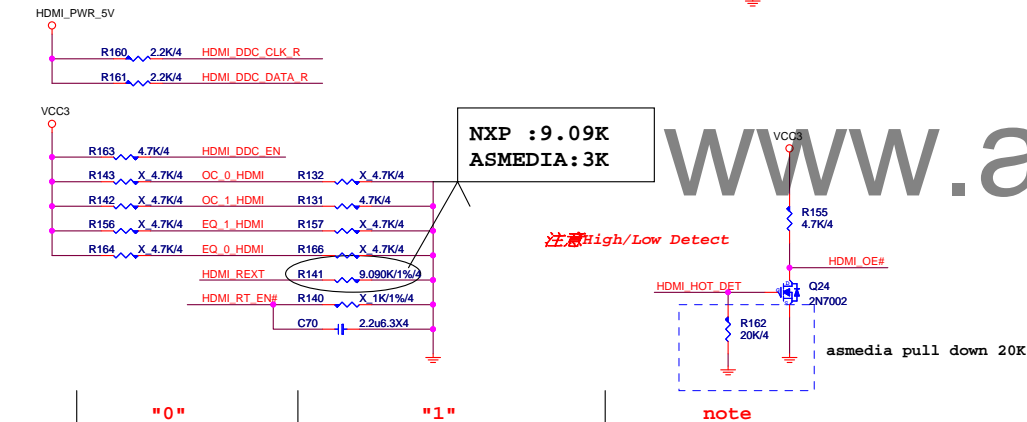 HDMI_PWR_5V
R160 2.2K/4 HDMI_DDC_CLK_R
R161 2.2K/4 HDMI_DDC_DATA_R
VCC3
R163 4.7K/4 HDMI_DDC_EN
R143 X_4.7K/4 OC_0_HDMI R132 X_4.7K/4
R142 X_4.7K/4 OC_1_HDMI R131 4.7K/4
R156 X_4.7K/4 EQ_1_HDMI R157 X_4.7K/4
R164 X_4.7K/4 EQ_0_HDMI R166 X_4.7K/4
HDMI_REXT R141 9.090K/1%/4
HDMI_RT_EN# R140 X_1K/1%/4
C70 2.2u6.3X4
NXP :9.09K
ASMEDIA:3K
www.a
注意High/Low Detect
VCC3
R155
4.7K/4
HDMI_OE#
HDMI_HOT_DET
Q24
2N7002
R162
20K/4
asmedia pull down 20K
"0" "1" note